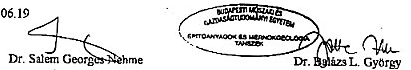 06.19
BUDAPESTI MŰSZAKI ÉS
GAZDASÁGTUDOMÁNYI EGYETEM
ÉPÍTŐANYAGOK ÉS MÉRNÖKGEOLÓGIA
TANSZÉK
Dr. Salem Georges Nehme
Dr. Balázs L. György